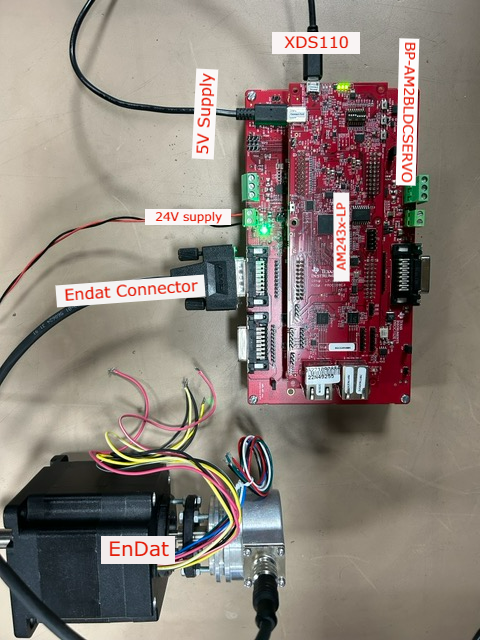 XDS110
BP-AM2BLDCSERVO
5V Supply
AM243x-LP
24V supply
Endat Connector
EnDat